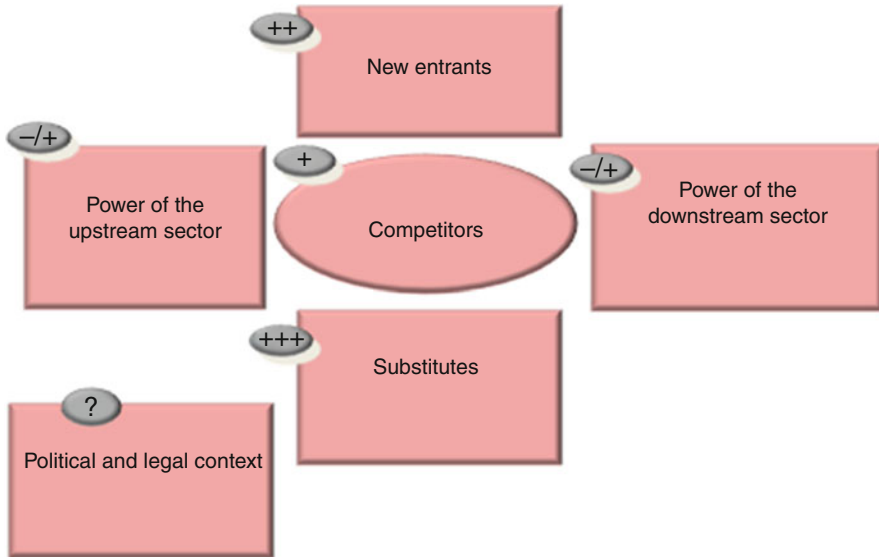 ++
New entrants
–/+
Power of the
upstream sector
+
Competitors
–/+
Power of the
downstream sector
+++
Substitutes
?
Political and legal context